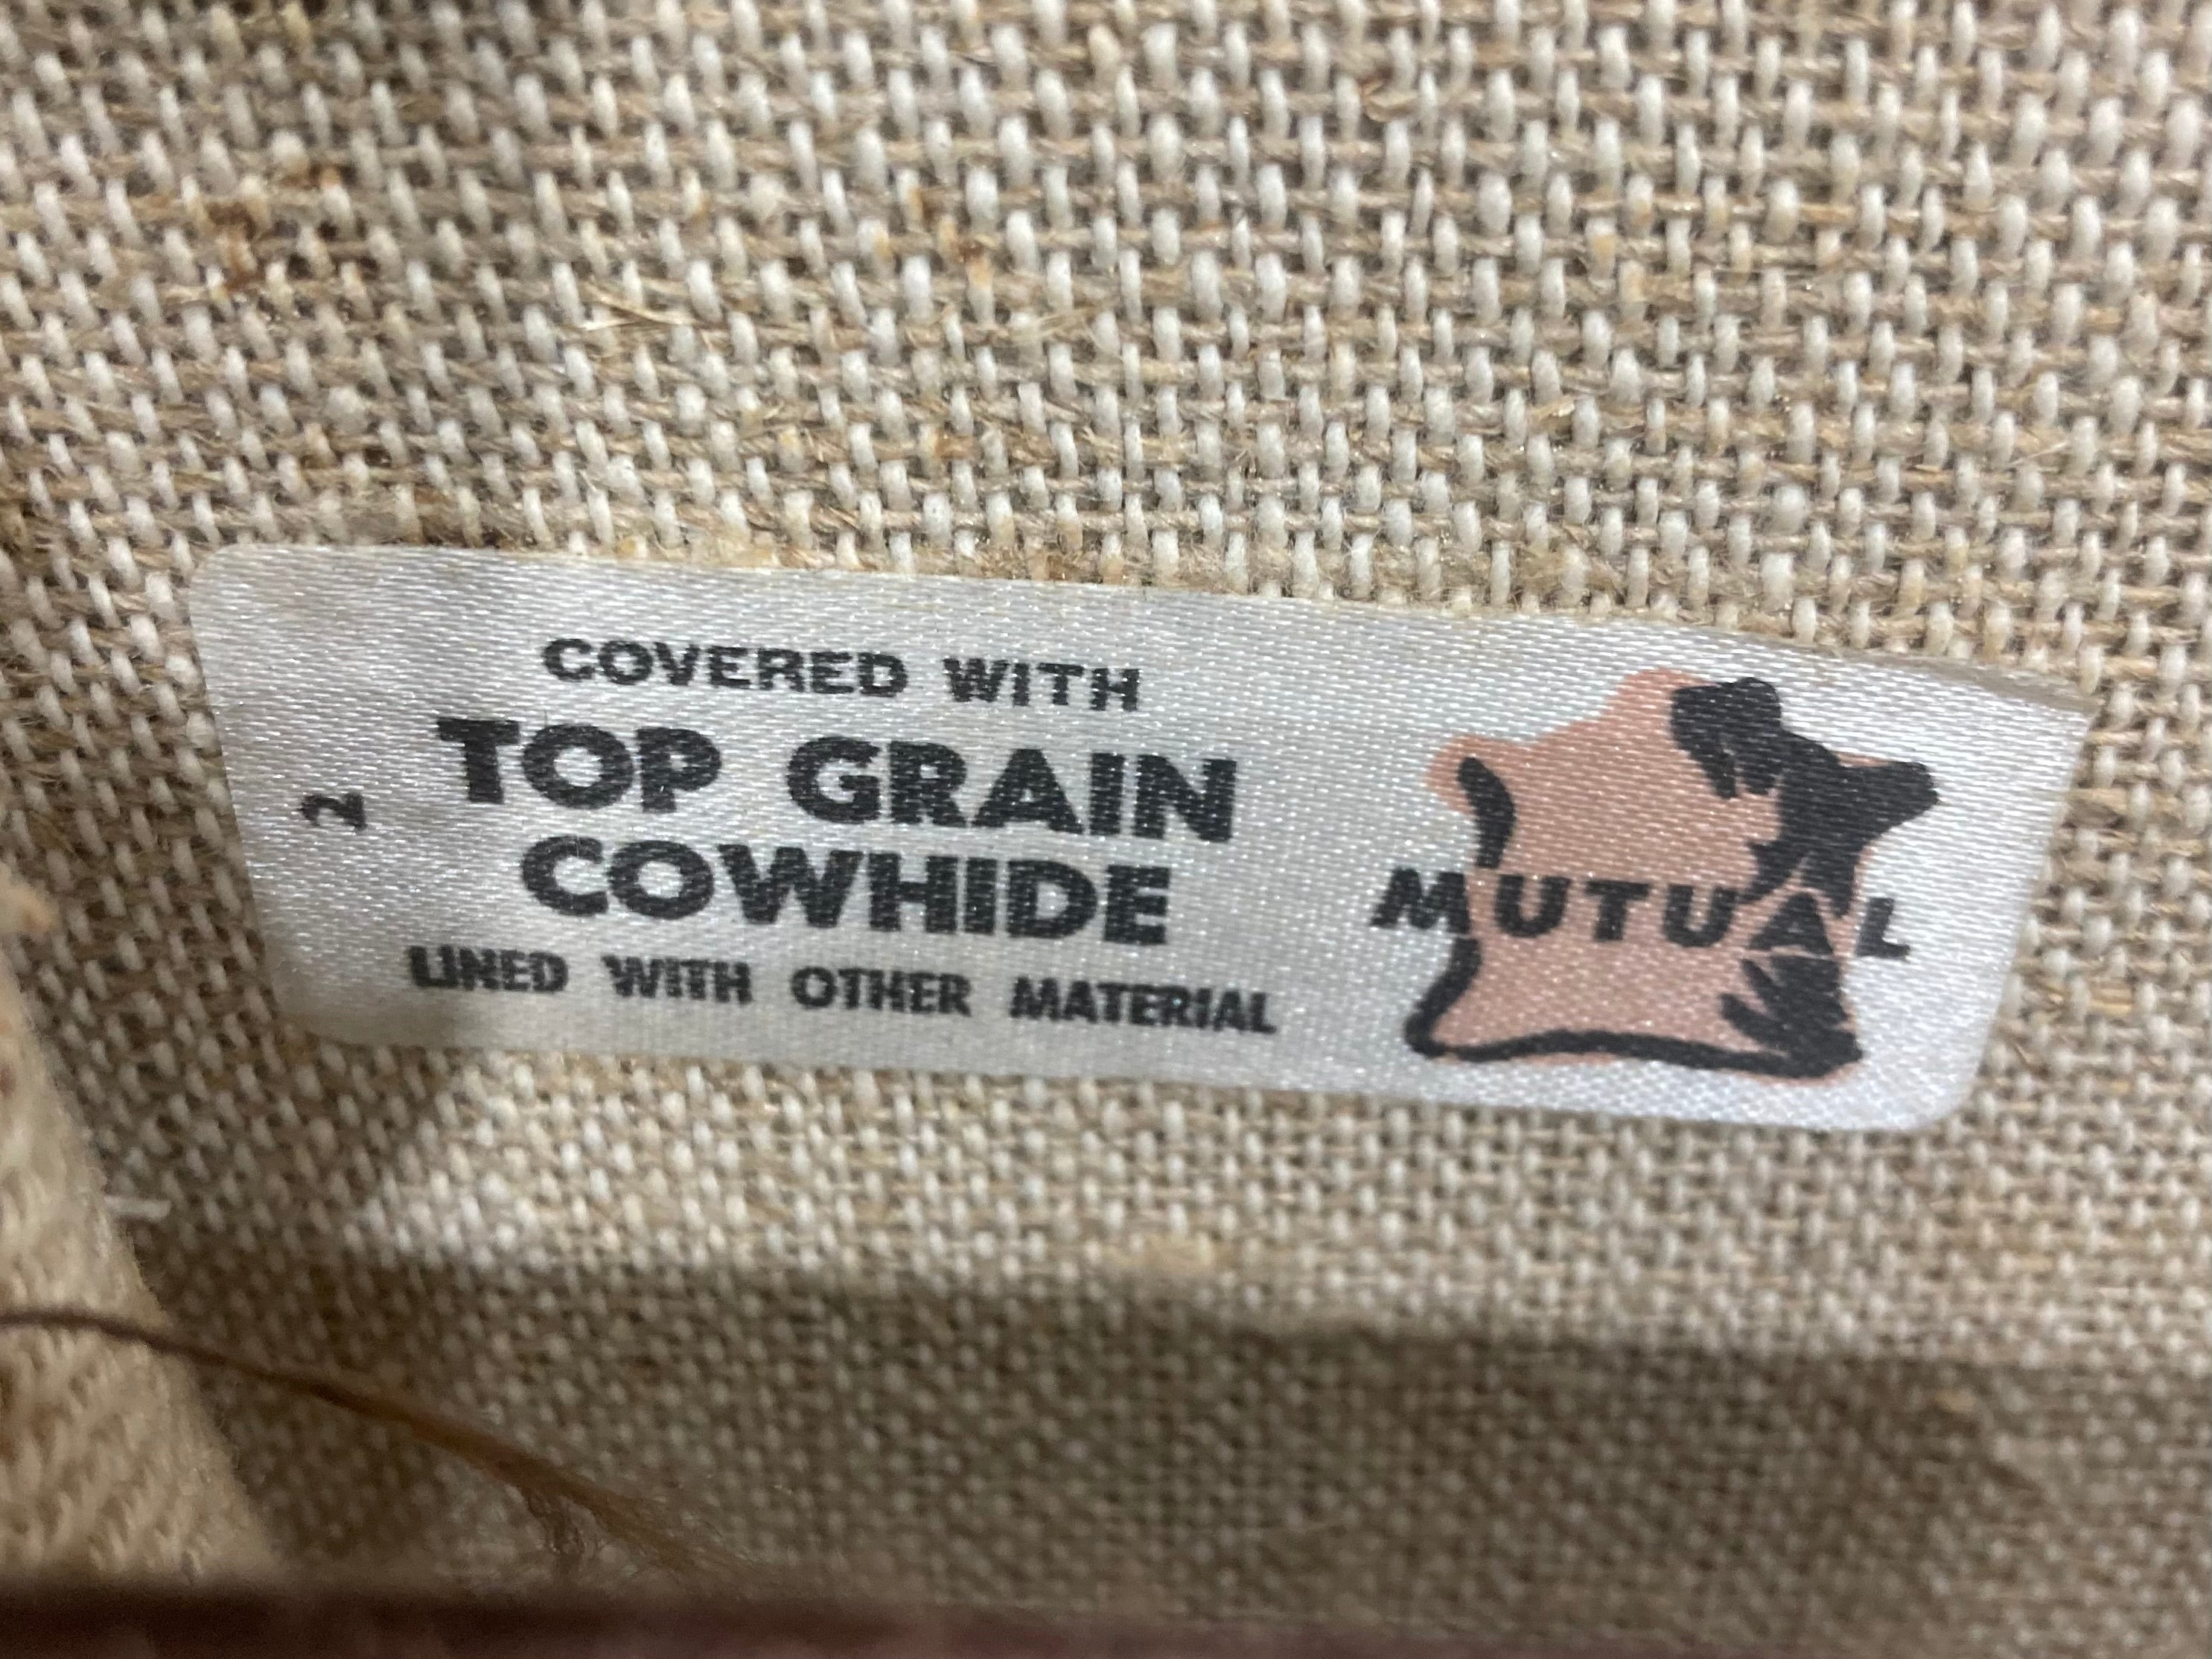 COVERED WITH
TOP GRAIN
COWHIDE
LINED WITH OTHER MATERIAL
2
MUTUAL